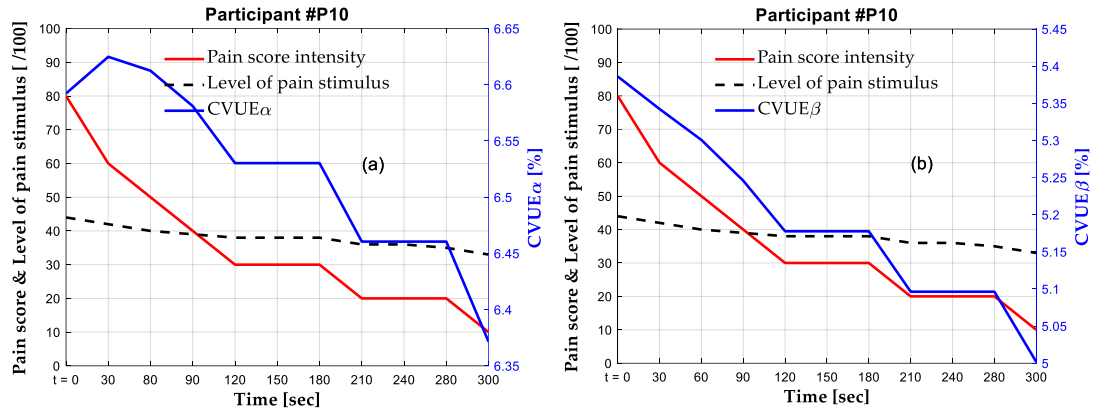 Participant #P10
Pain score & Level of pain stimulus [ /100]
100
90
80
70
60
50
40
30
20
10
0
Pain score intensity
Level of pain stimulus
CVUEα
(a)
6.65
6.6
6.55
6.5
6.45
6.4
6.35
CVUEα [%]
t = 0 30 80 90 120 120 180 210 240 280 300
Time [sec]
Participant #P10
Pain score & Level of pain stimulus [ /100]
100
90
80
70
60
50
40
30
20
10
0
Pain score intensity
Level of pain stimulus
CVUEβ
(b)
5.45
5.4
5.35
5.3
5.25
5.2
5.15
5.1
5.05
5
CVUEβ [%]
t = 0 30 60 90 120 150 180 210 240 280 300
Time [sec]